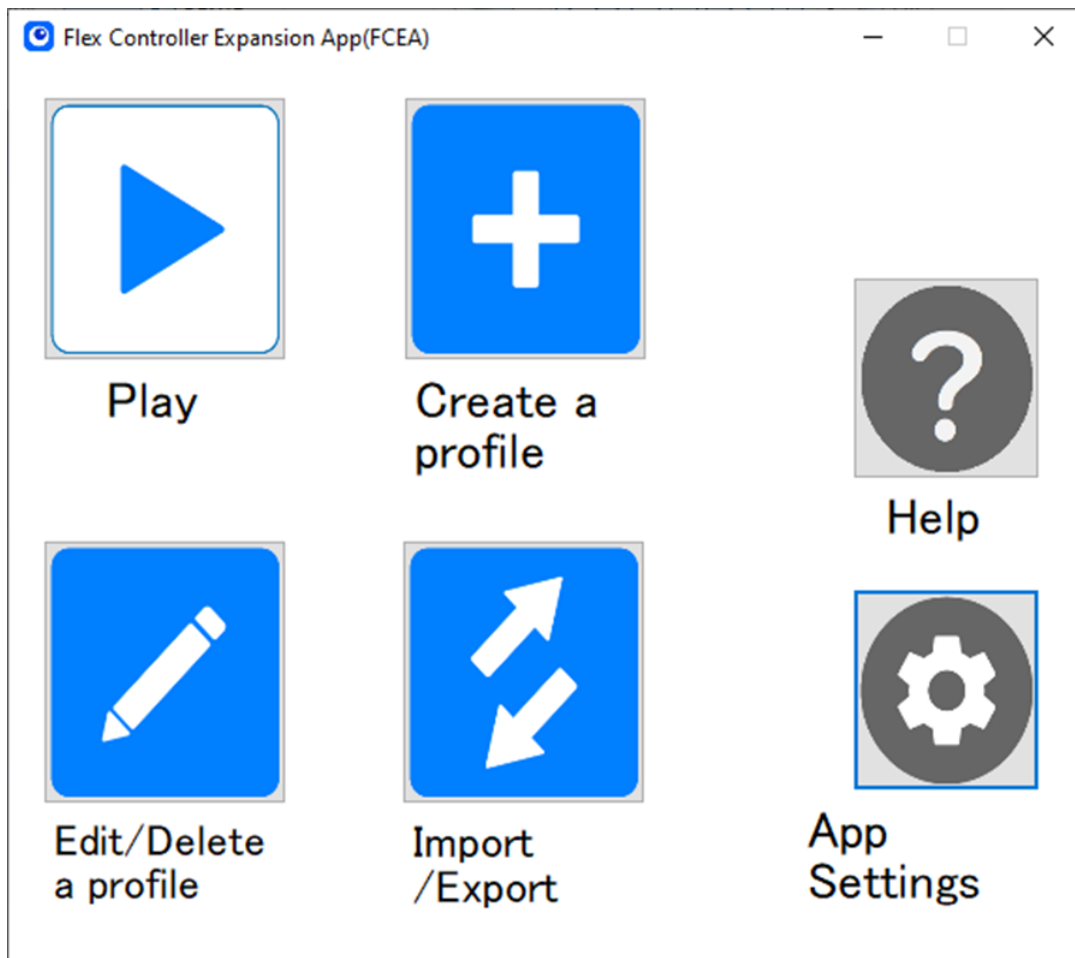 Flex Controller Expansion App(FCEA)
Play
Create a
profile
Help
Edit/Delete
a profile
Import
/Export
App
Settings